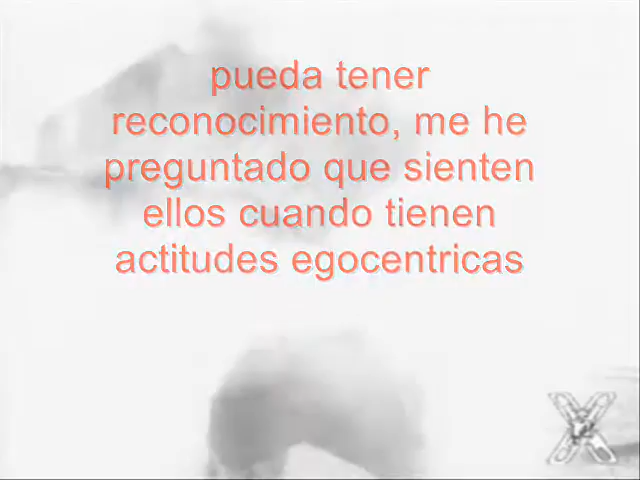 pueda tener
reconocimiento, me he
preguntado que sienten
ellos cuando tienen
actitudes egocentricas